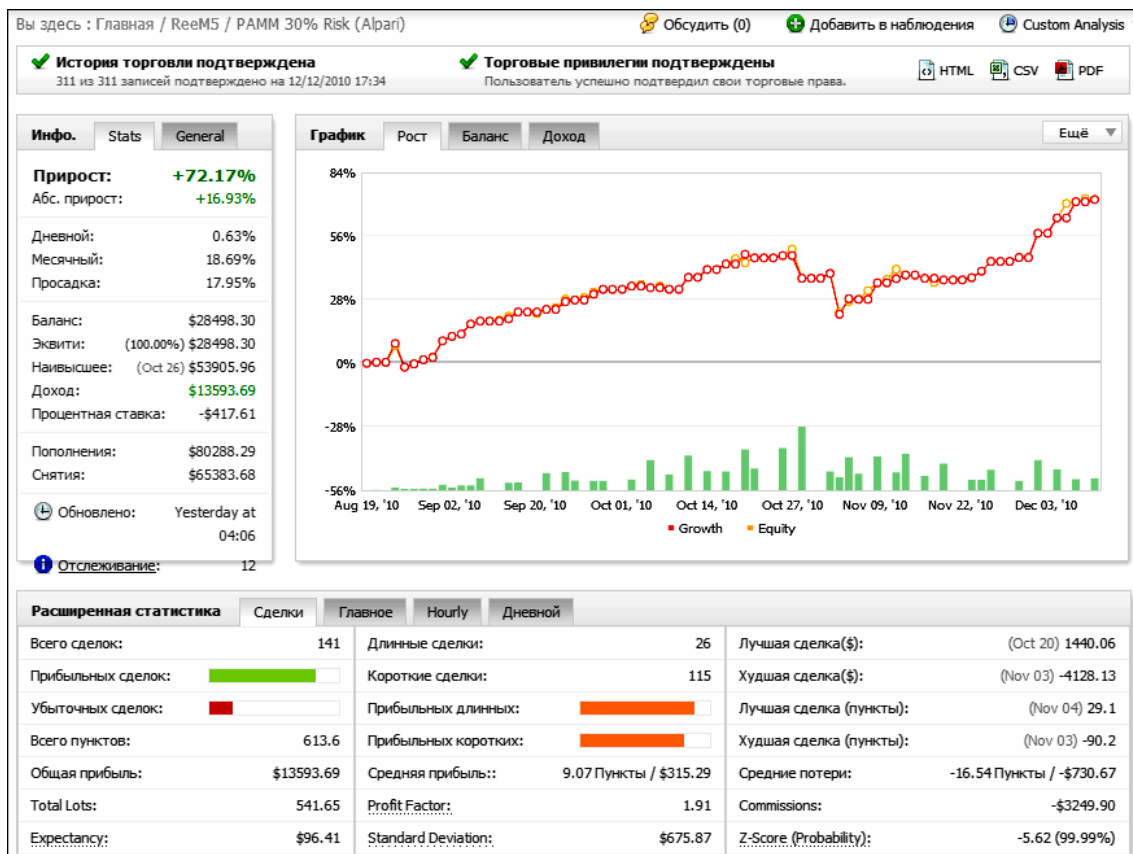 Вы здесь : Главная / ReeM5 / PAMM 30% Risk (Alpari) Обсудить (0) Добавить в наблюдения Custom Analysis
История торговли подтверждена
311 из 311 записей подтверждено на 12/12/2010 17:34
Торговые привилегии подтверждены
Пользователь успешно подтвердил свои торговые права.
HTML CSV PDF
Инфо. Stats General
Прирост: +72.17%
Абс. прирост: +16.93%
Дневной: 0.63%
Месячный: 18.69%
Просадка: 17.95%
Баланс: $28498.30
Эквити: (100.00%) $28498.30
Наивысшее: (Oct 26) $53905.96
Доход: $13593.69
Процентная ставка: -$417.61
Пополнения: $80288.29
Снятия: $65383.68
Обновлено: Yesterday at
04:06
Отслеживание: 12
График Рост Баланс Доход Ещё
84%
56%
28%
0%
-28%
-56%
Aug 19, '10 Sep 02, '10 Sep 20, '10 Oct 01, '10 Oct 14, '10 Oct 27, '10 Nov 09, '10 Nov 22, '10 Dec 03, '10
Growth Equity
Расширенная статистика Сделки Главное Hourly Дневной
Всего сделок: 141 Длинные сделки: 26 Лучшая сделка($): (Oct 20) 1440.06
Прибыльных сделок: Короткие сделки: 115 Худшая сделка($): (Nov 03) -4128.13
Убыточных сделок: Прибыльных длинных: Лучшая сделка (пункты): (Nov 04) 29.1
Всего пунктов: 613.6 Прибыльных коротких: Худшая сделка (пункты): (Nov 03) -90.2
Общая прибыль: $13593.69 Средняя прибыль:: 9.07 Пункты / $315.29 Средние потери: -16.54 Пункты / -$730.67
Total Lots: 541.65 Profit Factor: 1.91 Commissions: -$3249.90
Expectancy: $96.41 Standard Deviation: $675.87 Z-Score (Probability): -5.62 (99.99%)